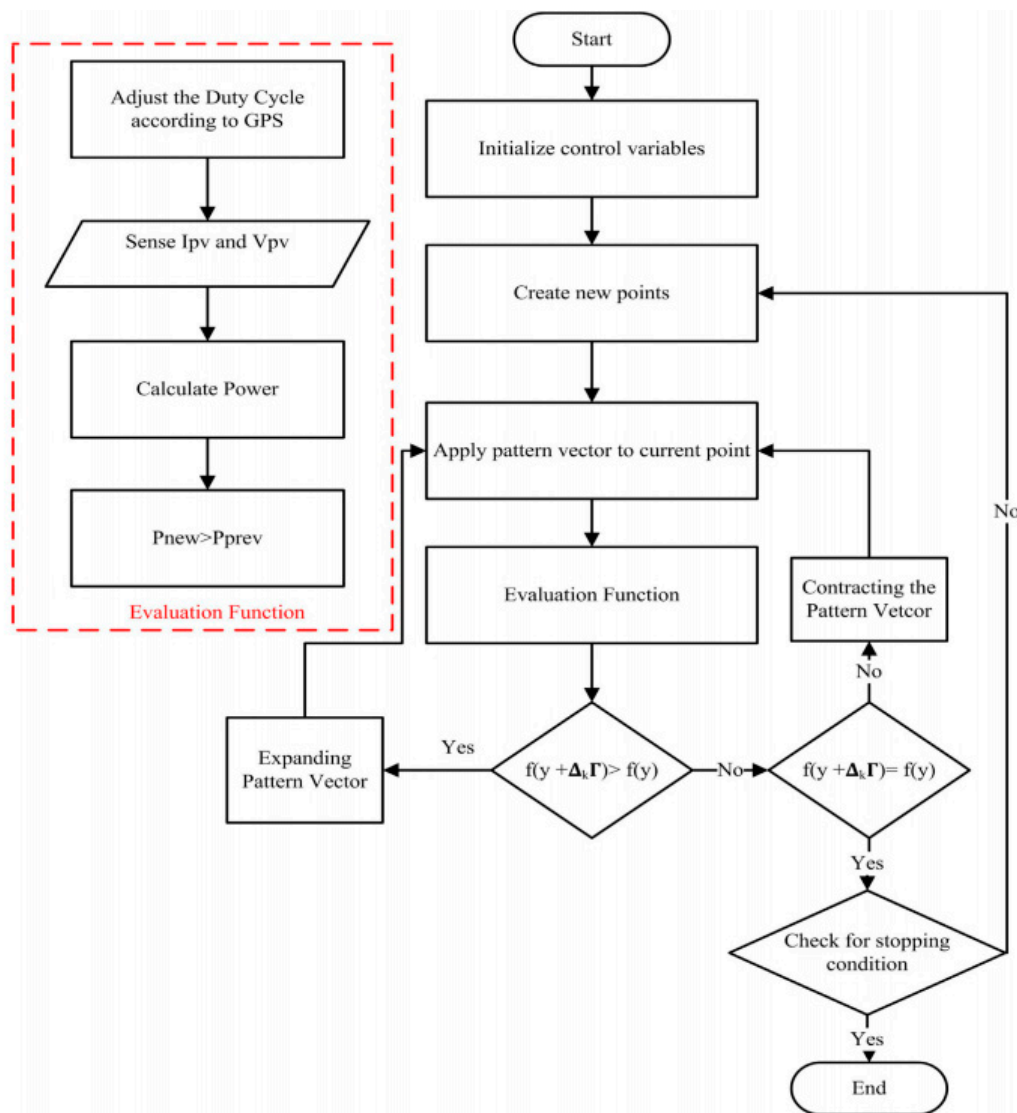 Start
Adjust the Duty Cycle
according to GPS
Sense Ipv and Vpv
Calculate Power
Pnew>Pprev
Evaluation Function
Initialize control variables
Create new points
Apply pattern vector to current point
Evaluation Function
f(y +ΔₖΓ)> f(y)
Yes
Expanding
Pattern Vector
No
f(y +ΔₖΓ)= f(y)
No
Contracting the
Pattern Vetcor
Yes
Check for stopping
condition
No
Yes
End